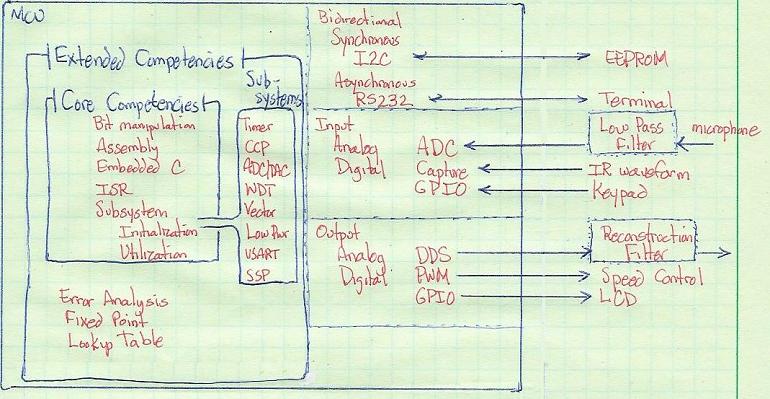 MCU
Extended Competencies
Core Competencies
Bit manipulation
Assembly
Embedded C
ISR
Subsystem
Initialization
Utilization
Error Analysis
Fixed Point
Lookup Table
Sub-
systems
Timer
CCP
ADC/DAC
WDT
Vector
Low Pwr
USART
SSP
Bidirectional
Synchronous
I2C
EEPROM
Asynchronous
RS232
Terminal
Input
Analog ADC
Low Pass
Filter
microphone
Digital Capture
IR waveform
GPIO
Keypad
Output
Analog DDS
Reconstruction
Filter
Digital PWM
Speed Control
GPIO
LCD